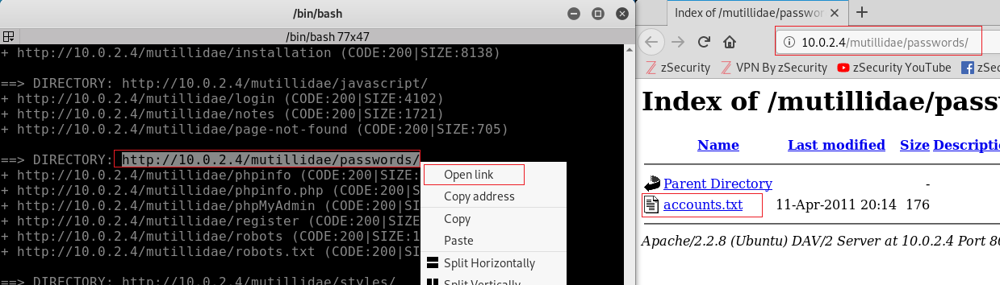 /bin/bash
/bin/bash 77x47
+ http://10.0.2.4/mutillidae/installation (CODE:200|SIZE:8138)
==> DIRECTORY: http://10.0.2.4/mutillidae/javascript/
+ http://10.0.2.4/mutillidae/login (CODE:200|SIZE:4102)
+ http://10.0.2.4/mutillidae/notes (CODE:200|SIZE:1721)
+ http://10.0.2.4/mutillidae/page-not-found (CODE:200|SIZE:705)
==> DIRECTORY: http://10.0.2.4/mutillidae/passwords/
+ http://10.0.2.4/mutillidae/phpinfo (CODE:200|SIZE:
+ http://10.0.2.4/mutillidae/phpinfo.php (CODE:200|S
+ http://10.0.2.4/mutillidae/phpMyAdmin (CODE:200|SI
+ http://10.0.2.4/mutillidae/register (CODE:200|SIZE
+ http://10.0.2.4/mutillidae/robots (CODE:200|SIZE:1
+ http://10.0.2.4/mutillidae/robots.txt (CODE:200|SI
==> DIRECTORY: http://10.0.2.4/mutillidae/styles/
Open link
Copy address
Copy
Paste
Split Horizontally
Split Vertically
Index of /mutillidae/passwor
10.0.2.4/mutillidae/passwords/
zSecurity VPN By zSecurity zSecurity YouTube zSe
Index of /mutillidae/pass
Name Last modified Size Descripti
Parent Directory -
accounts.txt 11-Apr-2011 20:14 176
Apache/2.2.8 (Ubuntu) DAV/2 Server at 10.0.2.4 Port 8